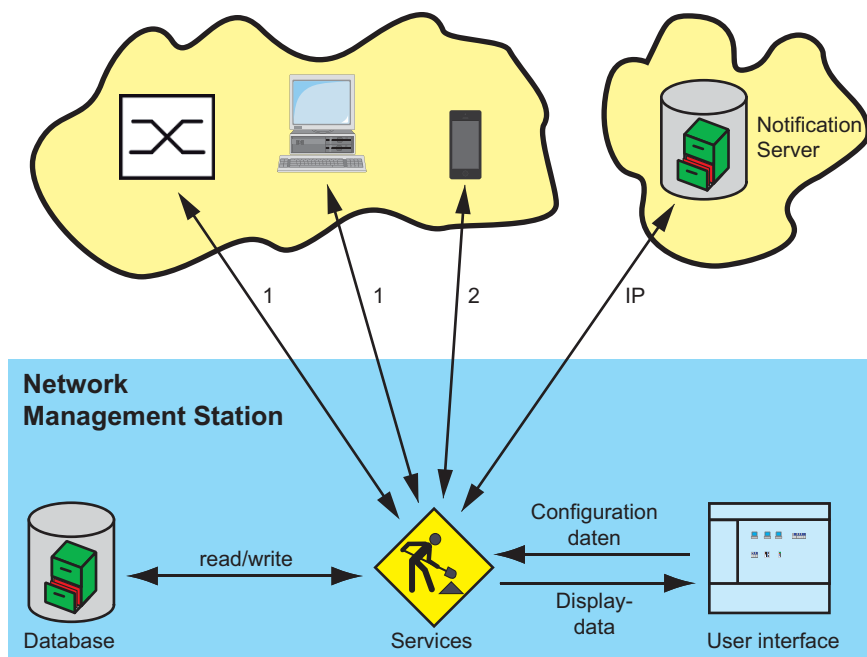 Notification
Server
1
1
2
IP
Network
Management Station
Configuration
daten
read/write
Display-
data
Database
Services
User interface